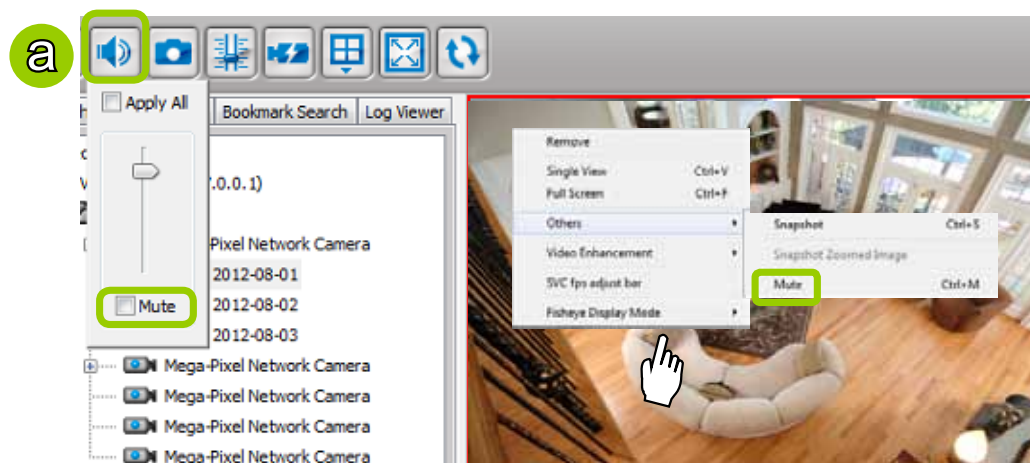 a
Apply All
Bookmark Search
Log Viewer
.0.0.1)
Mute
-Pixel Network Camera
2012-08-01
2012-08-02
2012-08-03
Mega-Pixel Network Camera
Mega-Pixel Network Camera
Mega-Pixel Network Camera
Mega-Pixel Network Camera
Remove
Single View Ctrl+V
Full Screen Ctrl+F
Others
Video Enhancement
SVC fps adjust bar
Fisheye Display Mode
Snapshot Ctrl+S
Snapshot Zoomed Image
Mute Ctrl+M